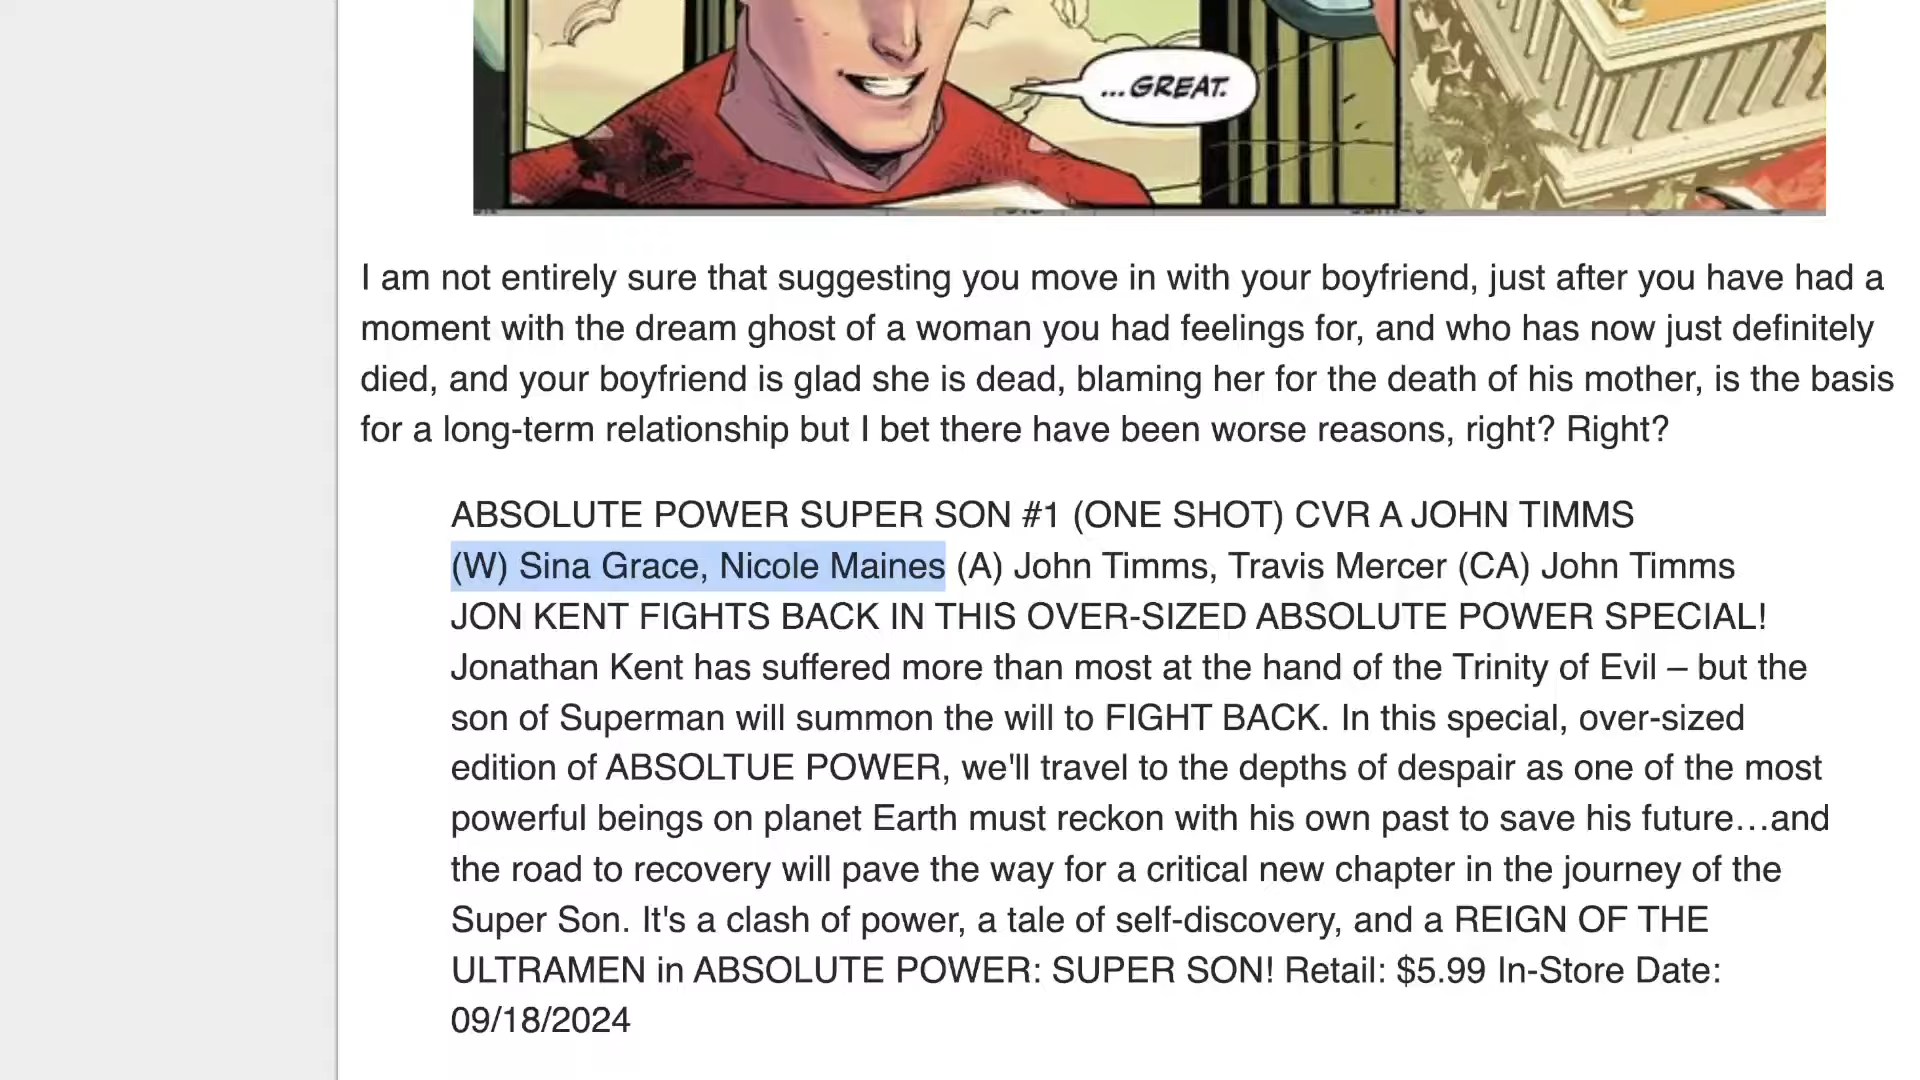 ...GREAT.
I am not entirely sure that suggesting you move in with your boyfriend, just after you have had a
moment with the dream ghost of a woman you had feelings for, and who has now just definitely
died, and your boyfriend is glad she is dead, blaming her for the death of his mother, is the basis
for a long-term relationship but I bet there have been worse reasons, right? Right?
ABSOLUTE POWER SUPER SON #1 (ONE SHOT) CVR A JOHN TIMMS
(W) Sina Grace, Nicole Maines (A) John Timms, Travis Mercer (CA) John Timms
JON KENT FIGHTS BACK IN THIS OVER-SIZED ABSOLUTE POWER SPECIAL!
Jonathan Kent has suffered more than most at the hand of the Trinity of Evil – but the
son of Superman will summon the will to FIGHT BACK. In this special, over-sized
edition of ABSOLTUE POWER, we'll travel to the depths of despair as one of the most
powerful beings on planet Earth must reckon with his own past to save his future…and
the road to recovery will pave the way for a critical new chapter in the journey of the
Super Son. It's a clash of power, a tale of self-discovery, and a REIGN OF THE
ULTRAMEN in ABSOLUTE POWER: SUPER SON! Retail: $5.99 In-Store Date:
09/18/2024